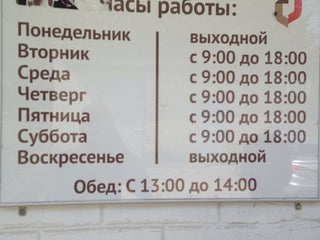 часы работы:
Понедельник выходной
Вторник с 9:00 до 18:00
Среда с 9:00 до 18:00
Четверг с 9:00 до 18:00
Пятница с 9:00 до 18:00
Суббота с 9:00 до 18:00
Воскресенье выходной
Обед: С 13:00 до 14:00